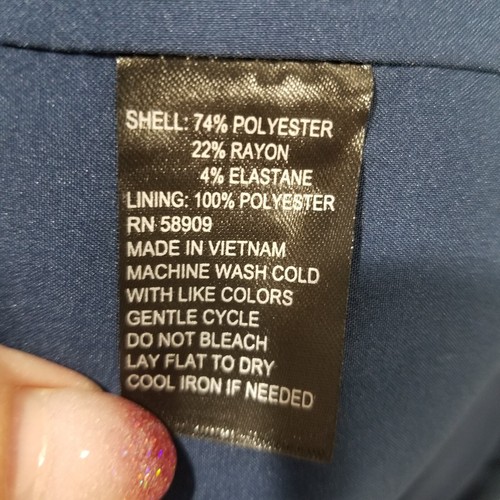 SHELL: 74% POLYESTER
22% RAYON
4% ELASTANE
LINING: 100% POLYESTER
RN 58909
MADE IN VIETNAM
MACHINE WASH COLD
WITH LIKE COLORS
GENTLE CYCLE
DO NOT BLEACH
LAY FLAT TO DRY
COOL IRON IF NEEDED